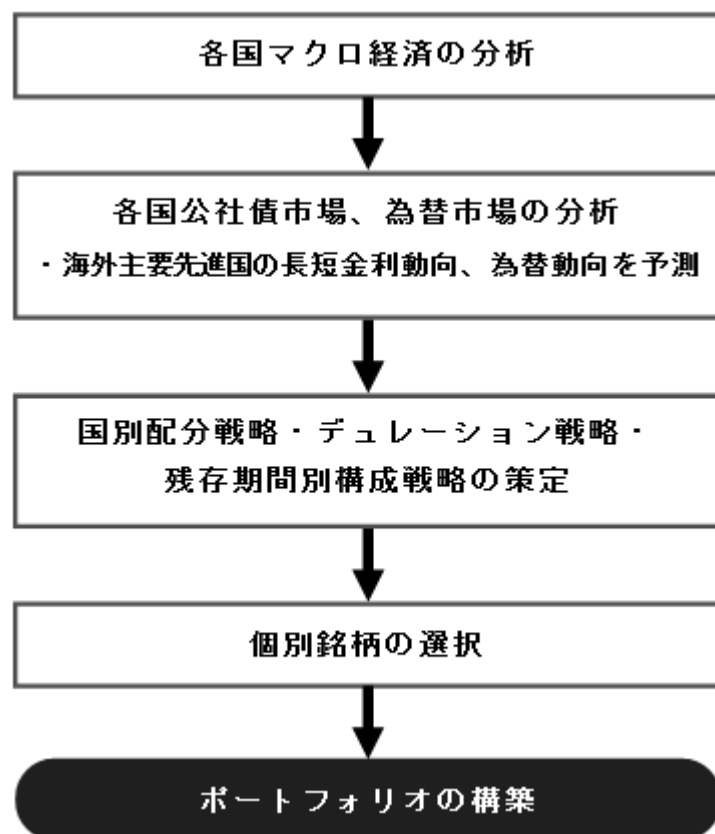 各国マクロ経済の分析
各国公社債市場、為替市場の分析
・海外主要先進国の長短金利動向、為替動向を予測
国別配分戦略・デュレーション戦略・
残存期間別構成戦略の策定
個別銘柄の選択
ポートフォリオの構築